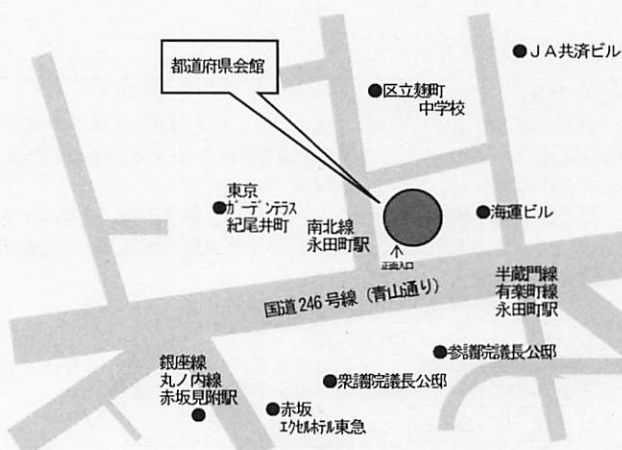 都道府県会館
●ＪＡ共済ビル
●区立麹町
中学校
東京
●ガーデンテラス
紀尾井町
南北線
永田町駅
●海運ビル
↑
半蔵門線
有楽町線
永田町駅
国道246号線（青山通り）
●参議院議長公邸
●衆議院議長公邸
銀座線
丸ノ内線
赤坂見附駅
●赤坂
エクセルホテル東急